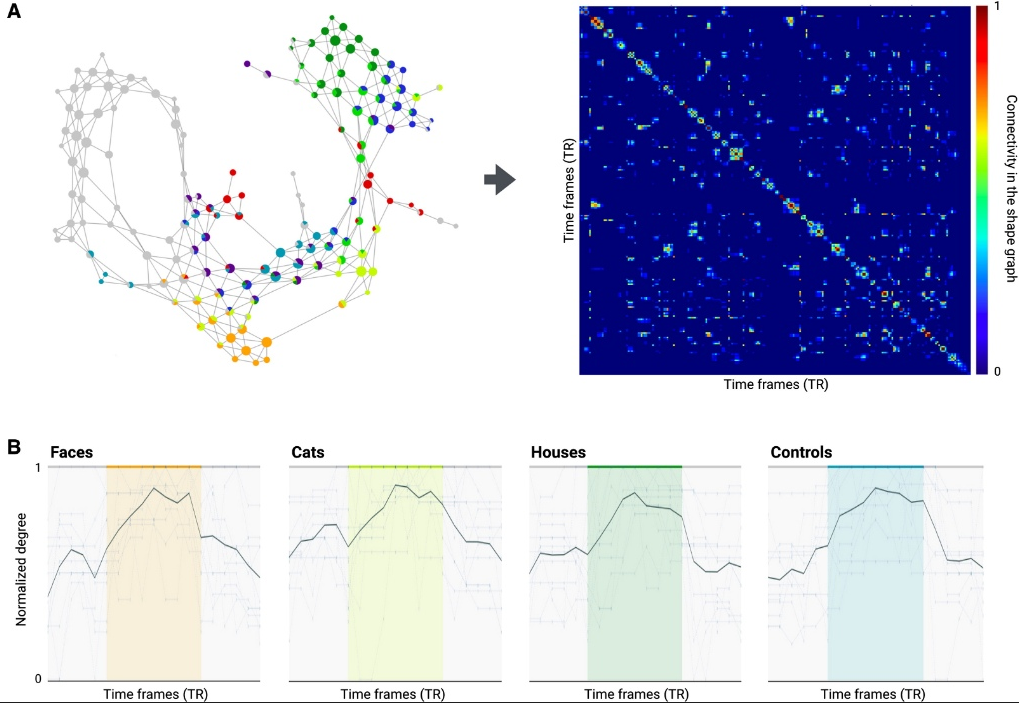 A
1
Time frames (TR)
Connectivity in the shape graph
0
Time frames (TR)
B
Faces
Cats
Houses
Controls
1
Normalized degree
0
Time frames (TR)
Time frames (TR)
Time frames (TR)
Time frames (TR)